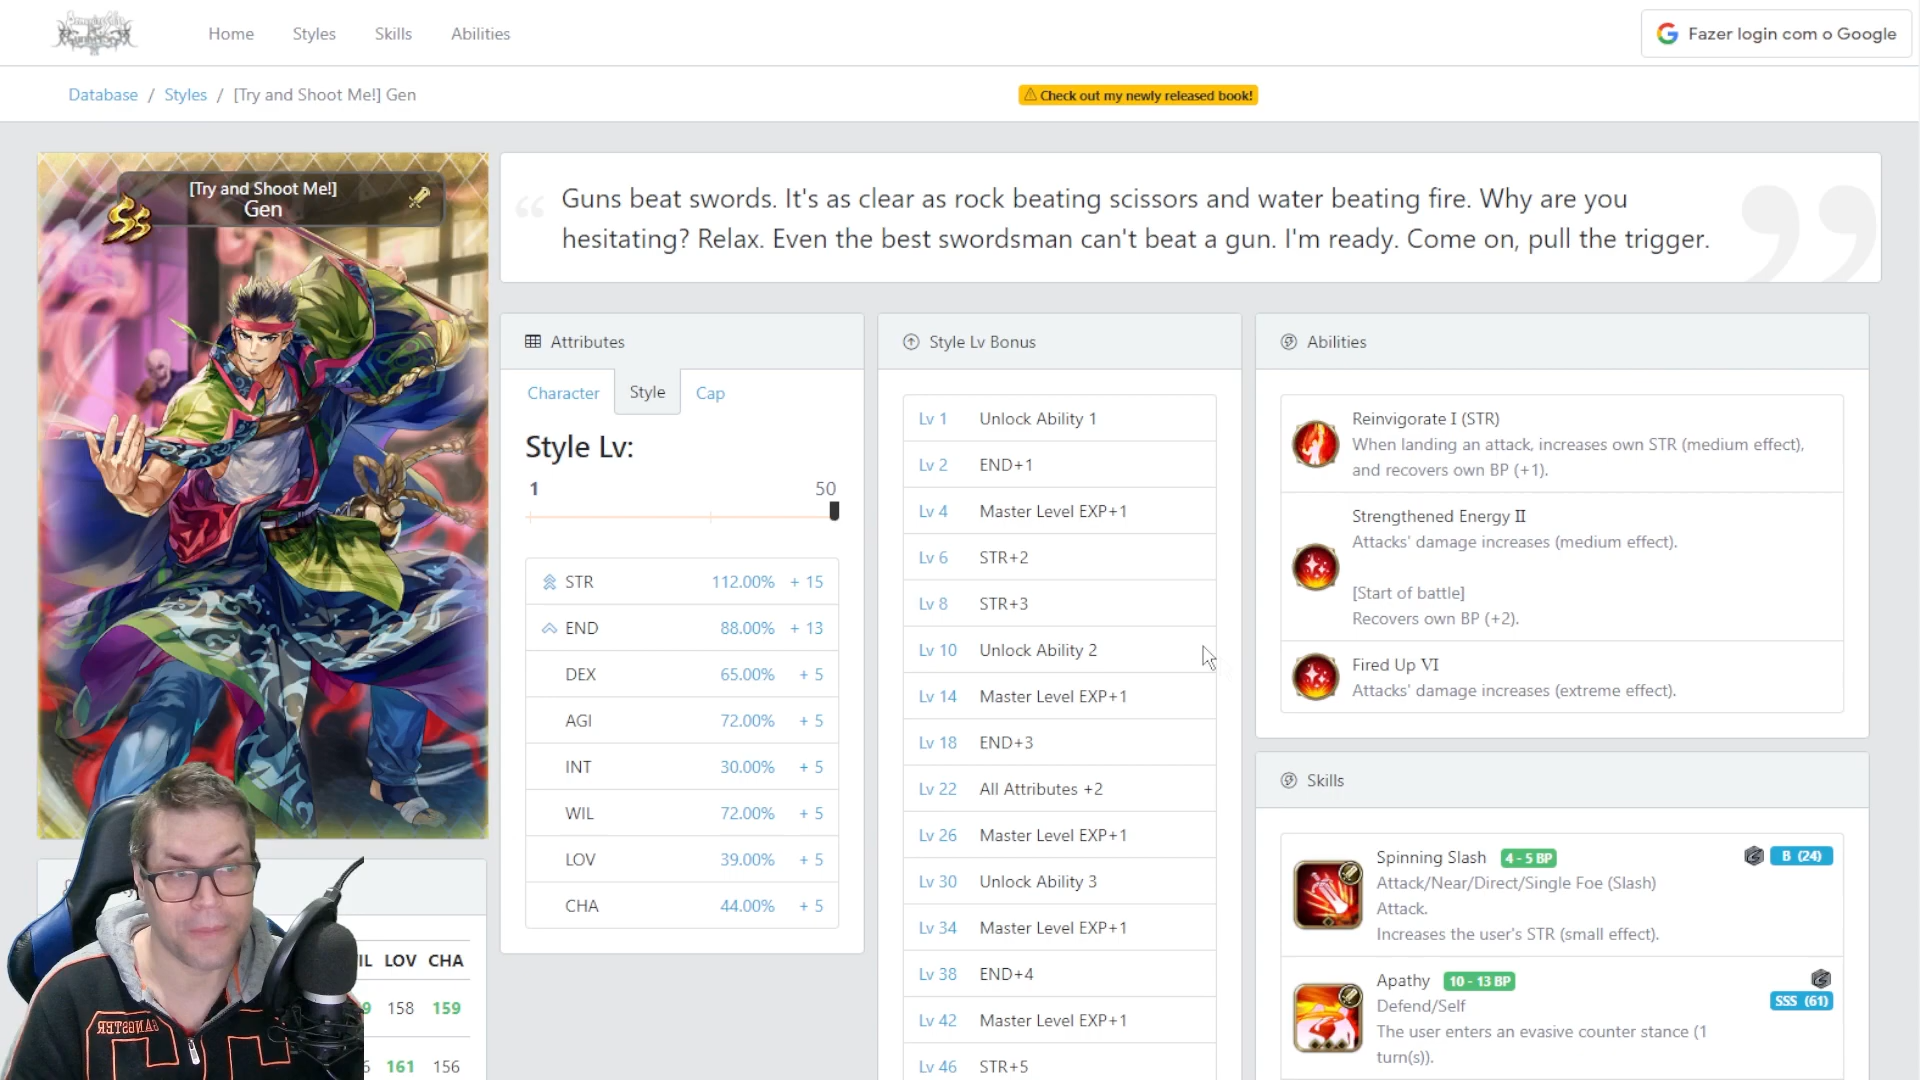 Home
Styles
Skills
Abilities
Fazer login com o Google
Database / Styles / [Try and Shoot Me!] Gen
Check out my newly released book!
[Try and Shoot Me!]
Gen
SS
Guns beat swords. It's as clear as rock beating scissors and water beating fire. Why are you
hesitating? Relax. Even the best swordsman can't beat a gun. I'm ready. Come on, pull the trigger.
Attributes
Character
Style
Cap
Style Lv:
1
50
STR 112.00% + 15
END 88.00% + 13
DEX 65.00% + 5
AGI 72.00% + 5
INT 30.00% + 5
WIL 72.00% + 5
LOV 39.00% + 5
CHA 44.00% + 5
Style Lv Bonus
Lv 1 Unlock Ability 1
Lv 2 END+1
Lv 4 Master Level EXP+1
Lv 6 STR+2
Lv 8 STR+3
Lv 10 Unlock Ability 2
Lv 14 Master Level EXP+1
Lv 18 END+3
Lv 22 All Attributes +2
Lv 26 Master Level EXP+1
Lv 30 Unlock Ability 3
Lv 34 Master Level EXP+1
Lv 38 END+4
Lv 42 Master Level EXP+1
Lv 46 STR+5
Abilities
Reinvigorate I (STR)
When landing an attack, increases own STR (medium effect),
and recovers own BP (+1).
Strengthened Energy Ⅱ
Attacks' damage increases (medium effect).
[Start of battle]
Recovers own BP (+2).
Fired Up Ⅵ
Attacks' damage increases (extreme effect).
Skills
Spinning Slash 4 - 5 BP B (24)
Attack/Near/Direct/Single Foe (Slash)
Attack.
Increases the user's STR (small effect).
Apathy 10 - 13 BP
SSS (61)
Defend/Self
The user enters an evasive counter stance (1
turn(s)).
LOV CHA
158 159
161 156
GANGSTER